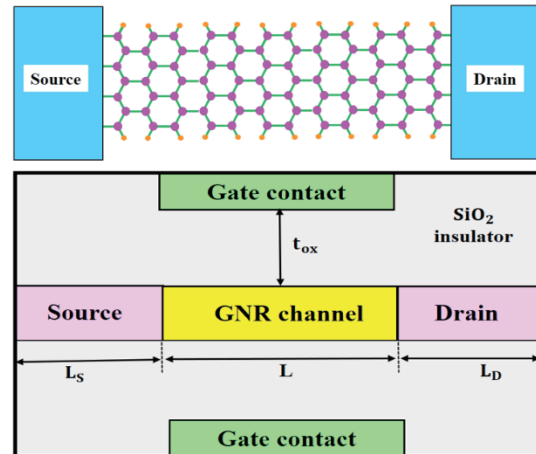 Source
Drain
Gate contact
SiO₂
insulator
tox
Source
GNR channel
Drain
LS
L
LD
Gate contact